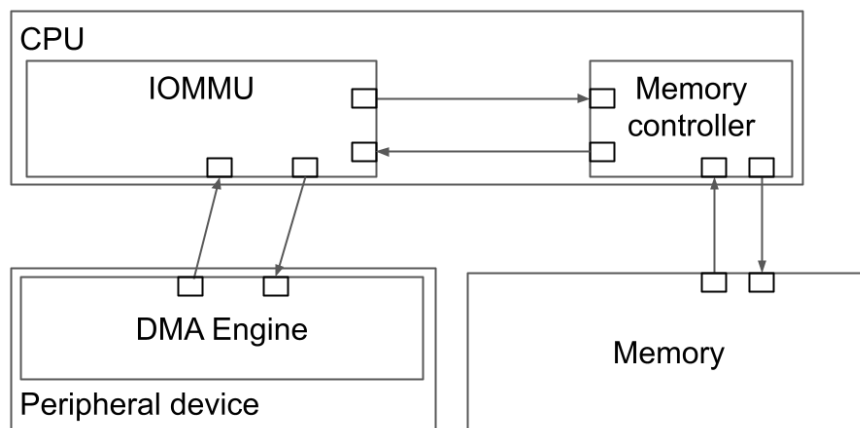 CPU
IOMMU
Memory
controller
DMA Engine
Memory
Peripheral device